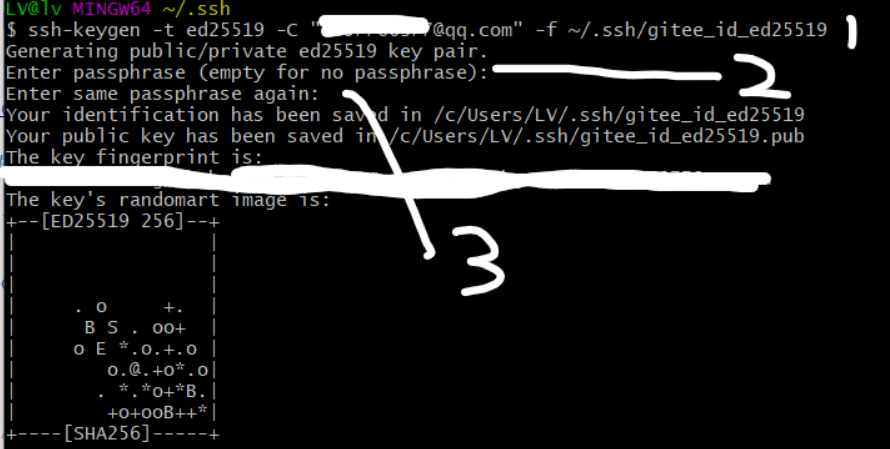 LV@lv MINGW64 ~/.ssh
$ ssh-keygen -t ed25519 -C "@qq.com" -f ~/.ssh/gitee_id_ed25519 1
Generating public/private ed25519 key pair.
Enter passphrase (empty for no passphrase): 2
Enter same passphrase again:
Your identification has been saved in /c/Users/LV/.ssh/gitee_id_ed25519
Your public key has been saved in /c/Users/LV/.ssh/gitee_id_ed25519.pub
The key fingerprint is:
The key's randomart image is:
+--[ED25519 256]--+
|                 |
|                 |
|                 |
|     . o     +.  |
|      B S . oo+  |
|     o E *.o.+.o |
|        o.@.+o*.o|
|       . *.*o+*B.|
|        +o+ooB++*|
+----[SHA256]-----+
3